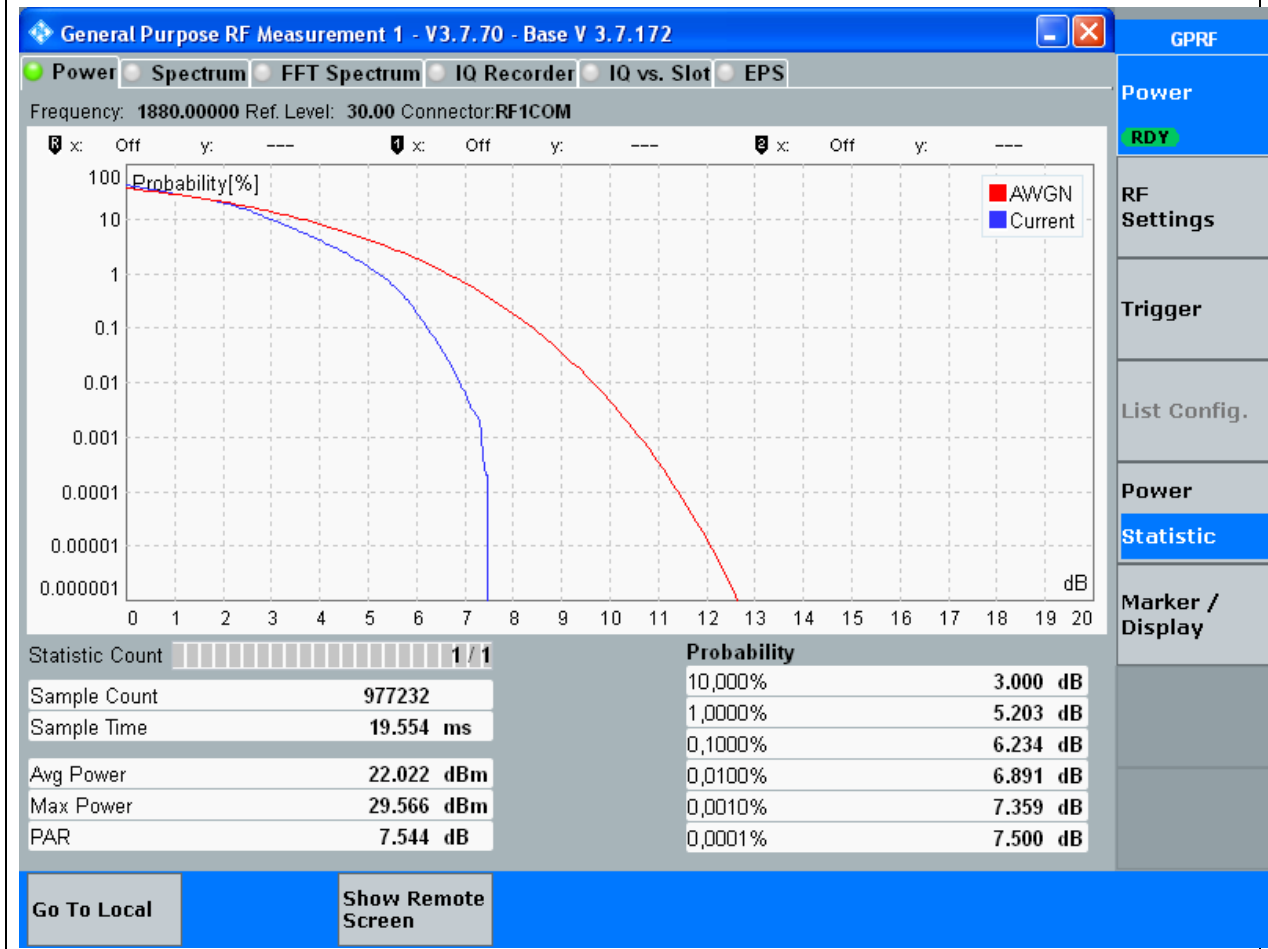 General Purpose RF Measurement 1 - V3.7.70 - Base V 3.7.172
GPRF
Power Spectrum FFT Spectrum IQ Recorder IQ vs. Slot EPS
Frequency: 1880.00000 Ref. Level: 30.00 Connector:RF1COM
R x: Off y: --- 1 x: Off y: --- 2 x: Off y: ---
Probability[%]
100
10
1
0.1
0.01
0.001
0.0001
0.00001
0.000001
AWGN
Current
dB
0 1 2 3 4 5 6 7 8 9 10 11 12 13 14 15 16 17 18 19 20
Statistic Count 1 / 1
Sample Count 977232
Sample Time 19.554 ms
Avg Power 22.022 dBm
Max Power 29.566 dBm
PAR 7.544 dB
Probability
10,000% 3.000 dB
1,0000% 5.203 dB
0,1000% 6.234 dB
0,0100% 6.891 dB
0,0010% 7.359 dB
0,0001% 7.500 dB
Power
RDY
RF
Settings
Trigger
List Config.
Power
Statistic
Marker /
Display
Go To Local
Show Remote
Screen